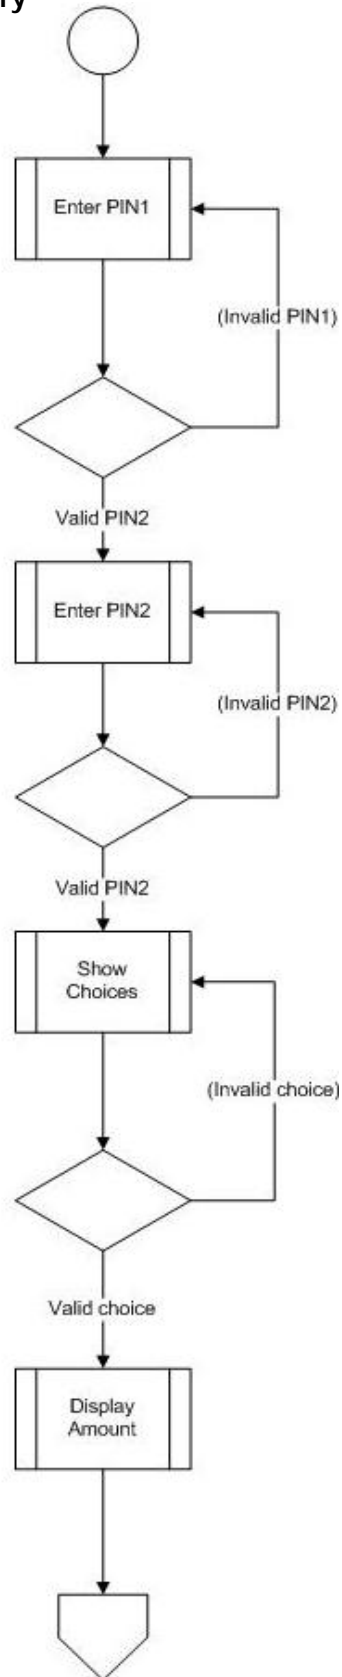 Enter PIN1
(Invalid PIN1)
Valid PIN2
Enter PIN2
(Invalid PIN2)
Valid PIN2
Show
Choices
(Invalid choice)
Valid choice
Display
Amount